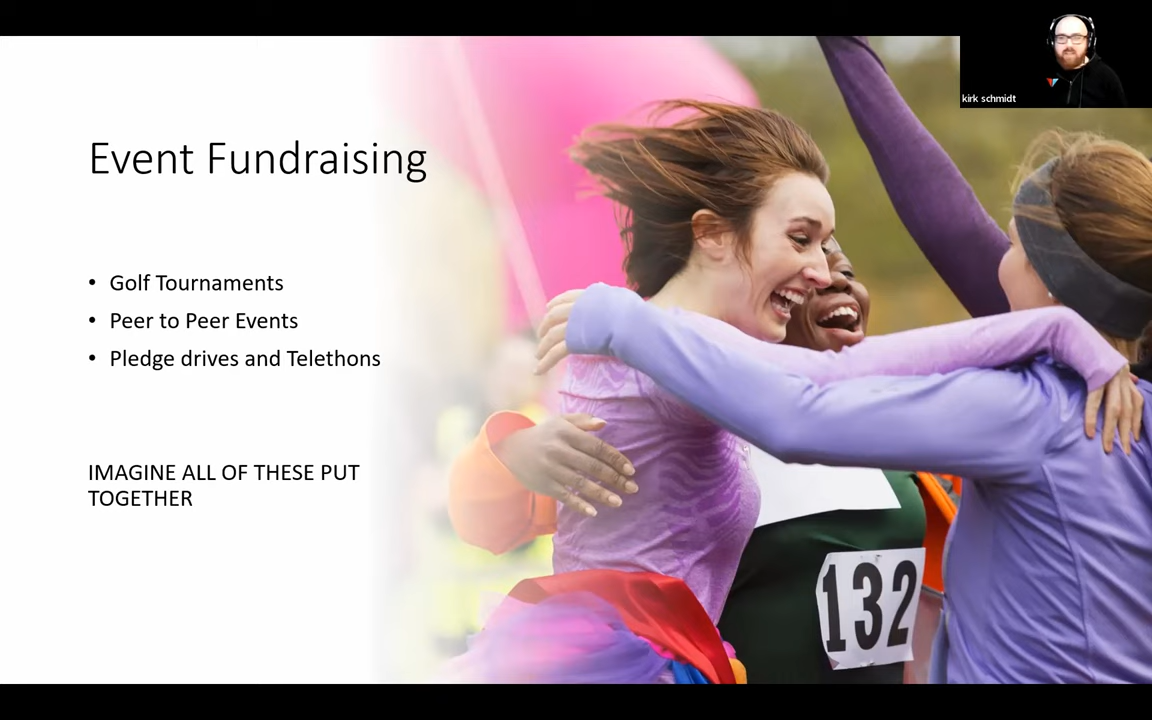 kirk schmidt
Event Fundraising
• Golf Tournaments
• Peer to Peer Events
• Pledge drives and Telethons
IMAGINE ALL OF THESE PUT
TOGETHER
132